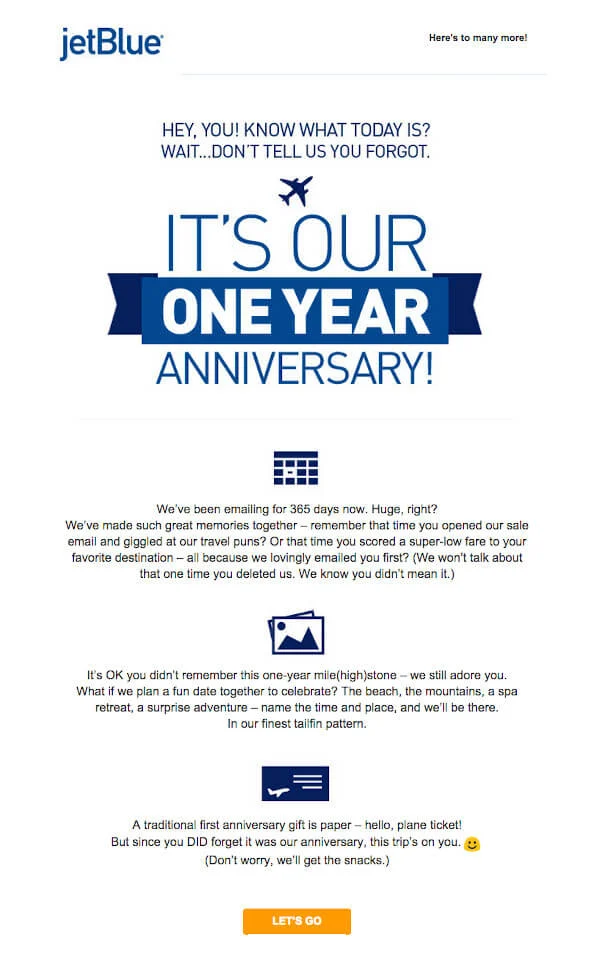 jetBlue
Here's to many more!
HEY, YOU! KNOW WHAT TODAY IS?
WAIT...DON'T TELL US YOU FORGOT.
IT'S OUR
ONE YEAR
ANNIVERSARY!
We've been emailing for 365 days now. Huge, right?
We've made such great memories together – remember that time you opened our sale
email and giggled at our travel puns? Or that time you scored a super-low fare to your
favorite destination – all because we lovingly emailed you first? (We won't talk about
that one time you deleted us. We know you didn't mean it.)
It's OK you didn't remember this one-year mile(high)stone – we still adore you.
What if we plan a fun date together to celebrate? The beach, the mountains, a spa
retreat, a surprise adventure – name the time and place, and we'll be there.
In our finest tailfin pattern.
A traditional first anniversary gift is paper – hello, plane ticket!
But since you DID forget it was our anniversary, this trip's on you.
(Don't worry, we'll get the snacks.)
LET'S GO